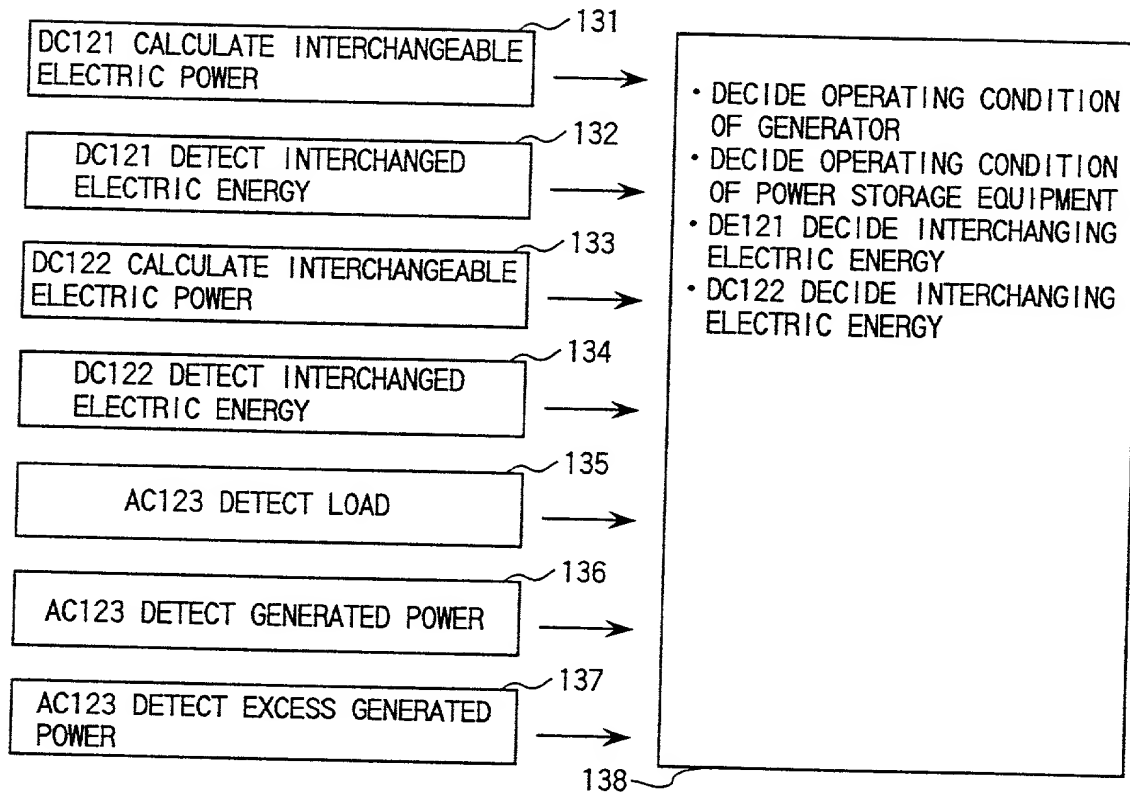 131
DC121 CALCULATE INTERCHANGEABLE
ELECTRIC POWER
132
DC121 DETECT INTERCHANGED
ELECTRIC ENERGY
133
DC122 CALCULATE INTERCHANGEABLE
ELECTRIC POWER
134
DC122 DETECT INTERCHANGED
ELECTRIC ENERGY
135
AC123 DETECT LOAD
136
AC123 DETECT GENERATED POWER
137
AC123 DETECT EXCESS GENERATED
POWER
・DECIDE OPERATING CONDITION
OF GENERATOR
・DECIDE OPERATING CONDITION
OF POWER STORAGE EQUIPMENT
・DE121 DECIDE INTERCHANGING
ELECTRIC ENERGY
・DC122 DECIDE INTERCHANGING
ELECTRIC ENERGY
138